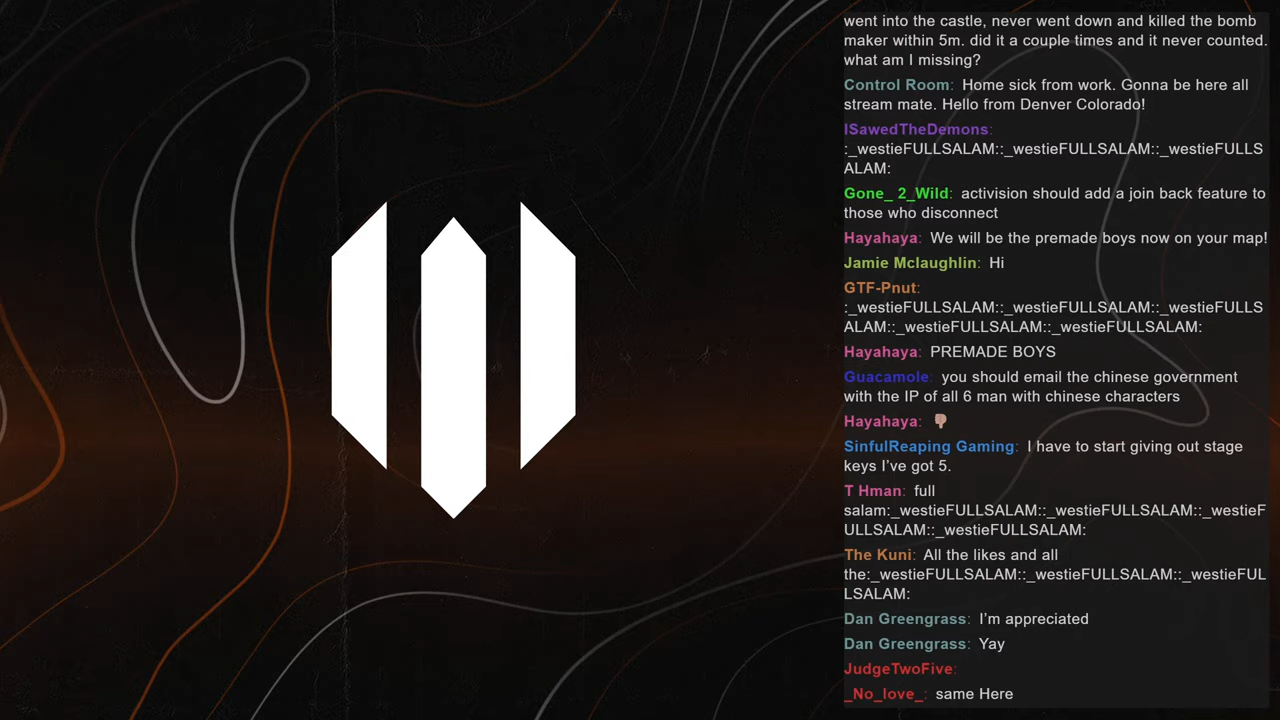 went into the castle, never went down and killed the bomb
maker within 5m. did it a couple times and it never counted.
what am I missing?
Control Room: Home sick from work. Gonna be here all
stream mate. Hello from Denver Colorado!
ISawedTheDemons:
:_westieFULLSALAM::_westieFULLSALAM::_westieFULLS
ALAM:
Gone_ 2_Wild: activision should add a join back feature to
those who disconnect
Hayahaya: We will be the premade boys now on your map!
Jamie Mclaughlin: Hi
GTF-Pnut:
:_westieFULLSALAM::_westieFULLSALAM::_westieFULLS
ALAM::_westieFULLSALAM::_westieFULLSALAM:
Hayahaya: PREMADE BOYS
Guacamole: you should email the chinese government
with the IP of all 6 man with chinese characters
Hayahaya: 👎🏽
SinfulReaping Gaming: I have to start giving out stage
keys I’ve got 5.
T Hman: full
salam:_westieFULLSALAM::_westieFULLSALAM::_westieF
ULLSALAM::_westieFULLSALAM:
The Kuni: All the likes and all
the:_westieFULLSALAM::_westieFULLSALAM::_westieFUL
LSALAM:
Dan Greengrass: I’m appreciated
Dan Greengrass: Yay
JudgeTwoFive:
_No_love_: same Here